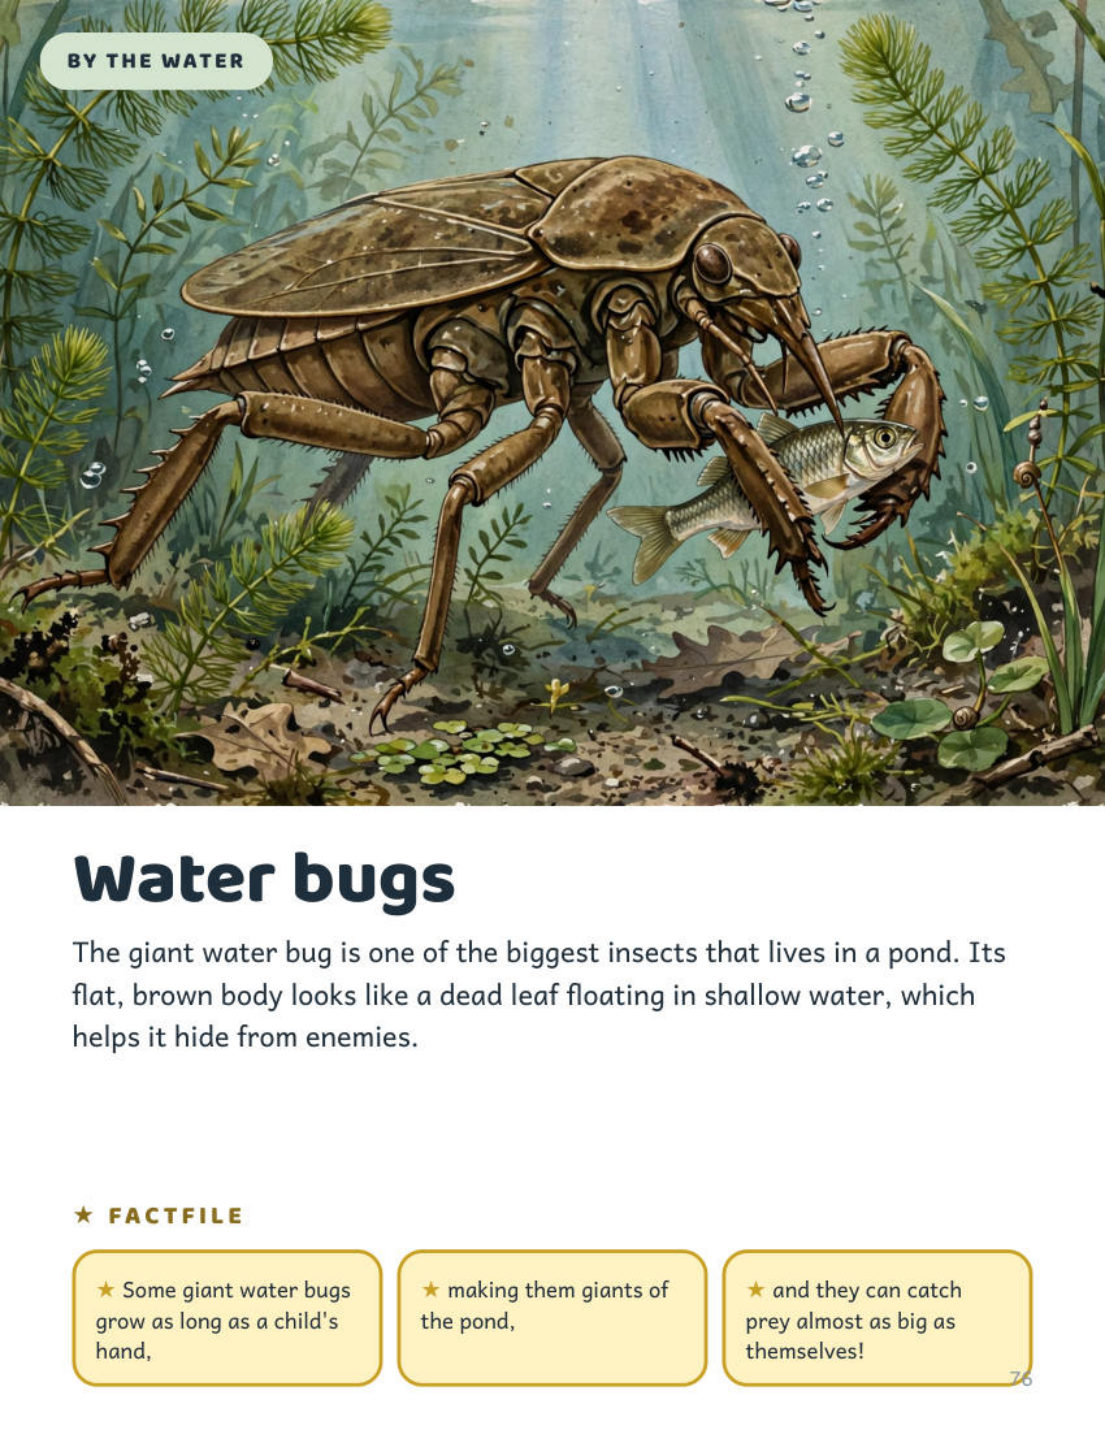 BY THE WATER
Water bugs
The giant water bug is one of the biggest insects that lives in a pond. Its
flat, brown body looks like a dead leaf floating in shallow water, which
helps it hide from enemies.
★ FACTFILE
★ Some giant water bugs
grow as long as a child's
hand,
★ making them giants of
the pond,
★ and they can catch
prey almost as big as
themselves!
76